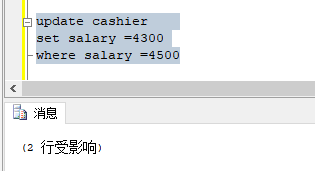 update cashier
set salary =4300
where salary =4500
消息
(2 行受影响)